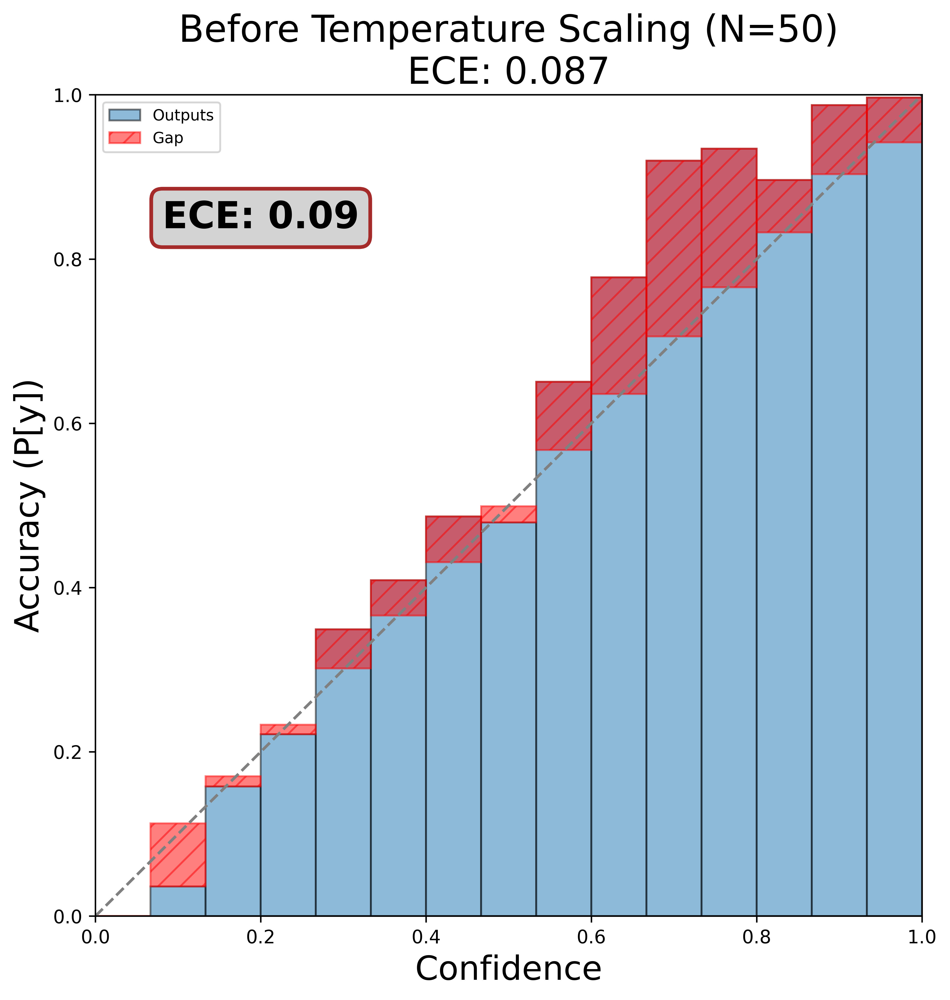 Before Temperature Scaling (N=50)
ECE: 0.087
Outputs
Gap
ECE: 0.09
Accuracy (P[y])
1.0
0.8
0.6
0.4
0.2
0.0
0.0 0.2 0.4 0.6 0.8 1.0
Confidence